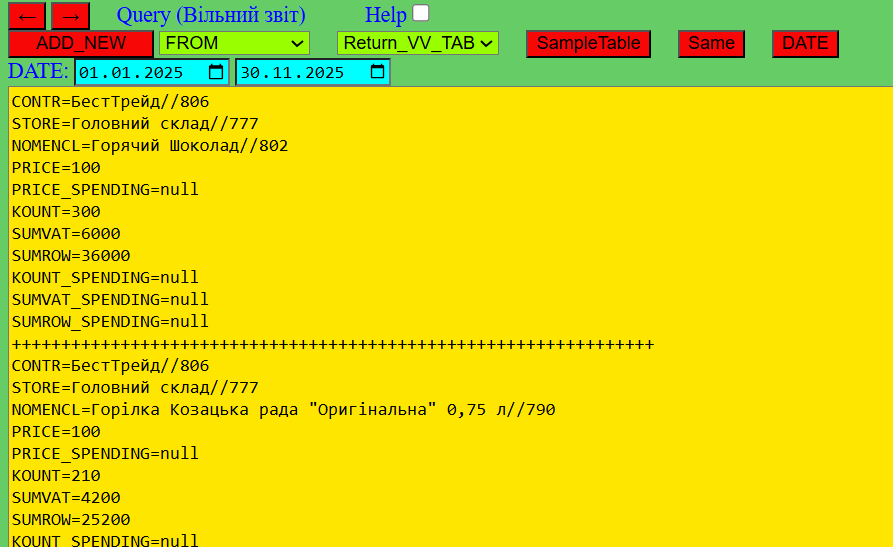 ← → Query (Вільний звіт) Help
ADD_NEW FROM Return_VV_TAB SampleTable Same DATE
DATE: 01.01.2025 30.11.2025
CONTR=БестТрейд//806
STORE=Головний склад//777
NOMENCL=Горячий Шоколад//802
PRICE=100
PRICE_SPENDING=null
KOUNT=300
SUMVAT=6000
SUMROW=36000
KOUNT_SPENDING=null
SUMVAT_SPENDING=null
SUMROW_SPENDING=null
+++++++++++++++++++++++++++++++++++++++++++++++++++++++++++++++++
CONTR=БестТрейд//806
STORE=Головний склад//777
NOMENCL=Горілка Козацька рада "Оригінальна" 0,75 л//790
PRICE=100
PRICE_SPENDING=null
KOUNT=210
SUMVAT=4200
SUMROW=25200
KOUNT_SPENDING=null